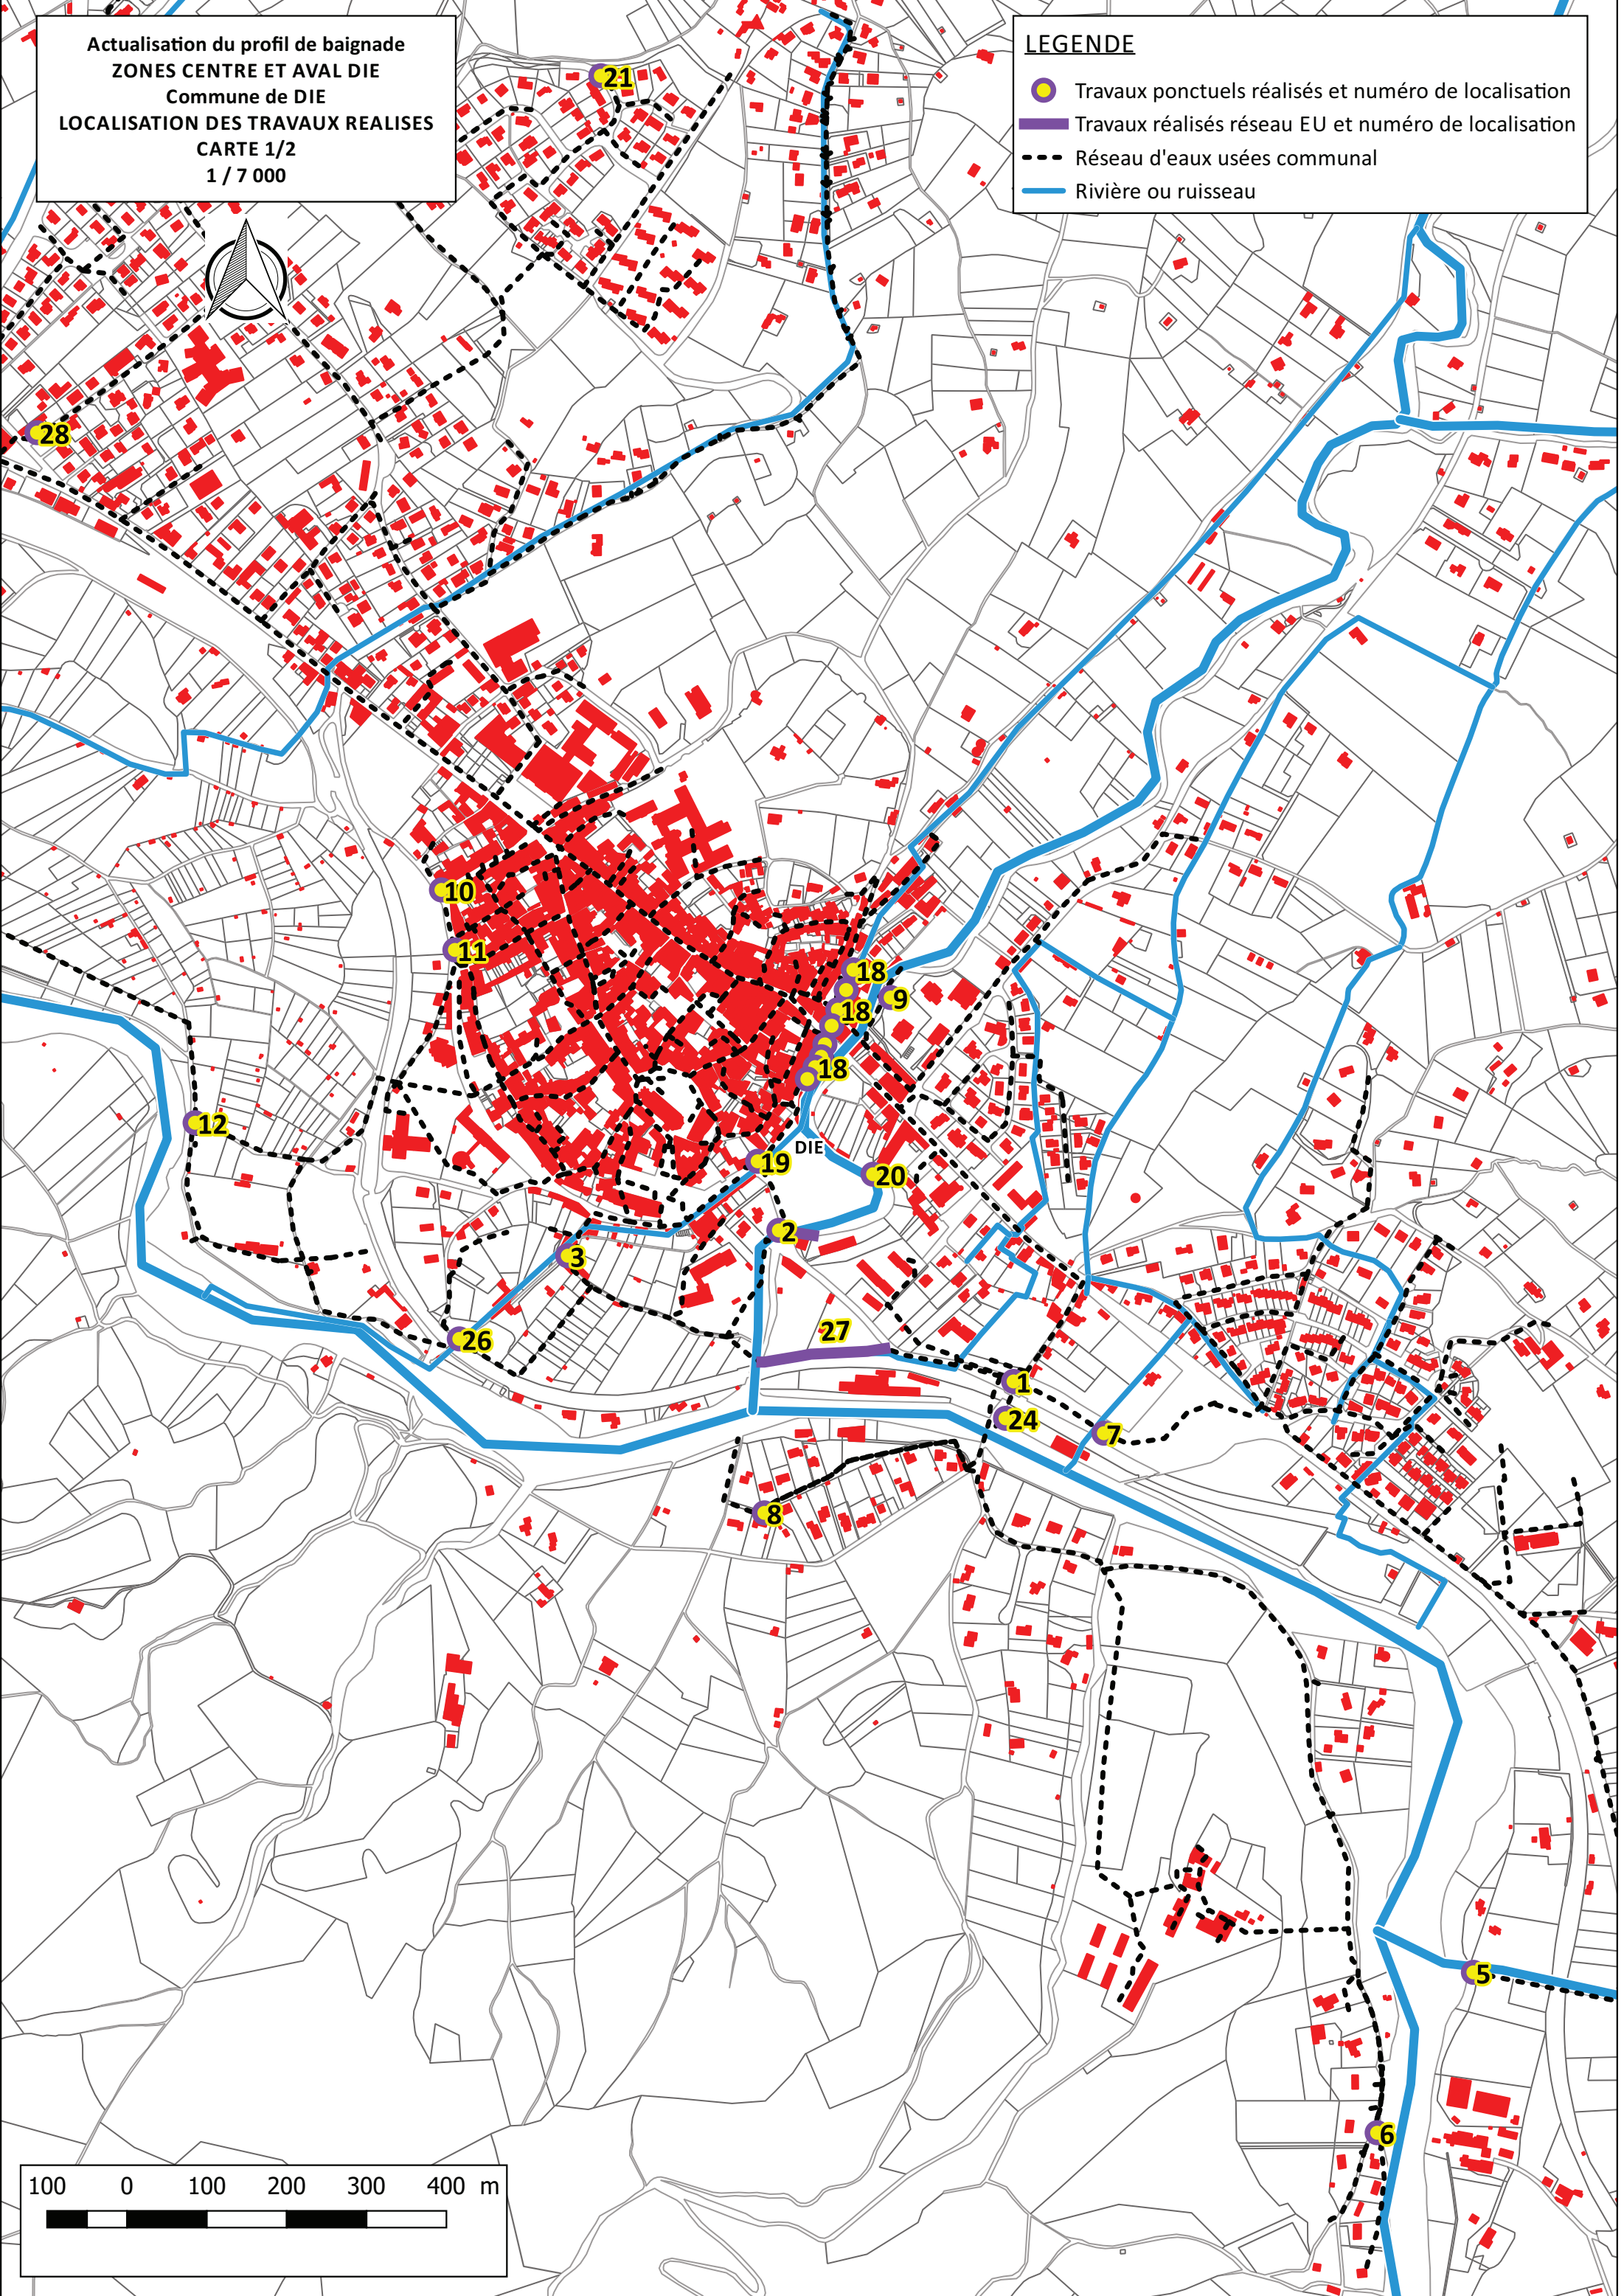 Actualisation du profil de baignade
ZONES CENTRE ET AVAL DIE
Commune de DIE
LOCALISATION DES TRAVAUX REALISES
CARTE 1/2
1 / 7 000
LEGENDE
Travaux ponctuels réalisés et numéro de localisation
Travaux réalisés réseau EU et numéro de localisation
Réseau d'eaux usées communal
Rivière ou ruisseau
21
28
10
11
18
9
18
18
12
DIE
19
20
2
3
27
26
1
24
7
8
5
6
100 0 100 200 300 400 m